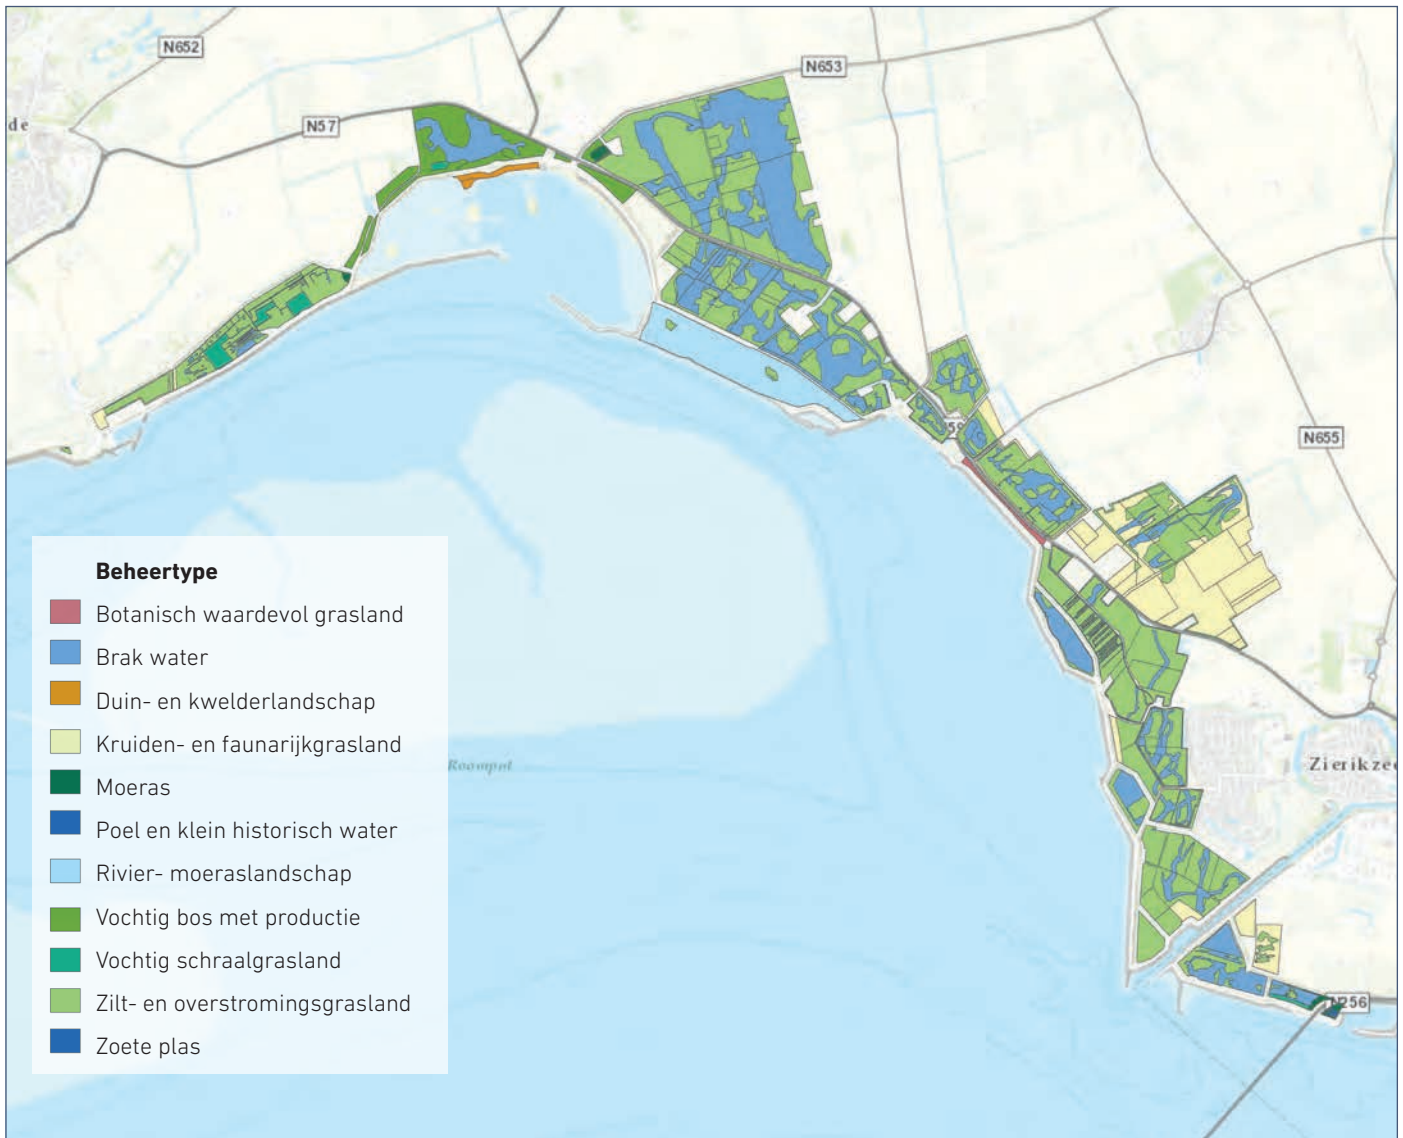 N652
N653
de
N57
59
N655
Beheertype
Botanisch waardevol grasland
Brak water
Duin- en kwelderlandschap
Kruiden- en faunarijkgrasland
Moeras
Poel en klein historisch water
Rivier- moeraslandschap
Vochtig bos met productie
Vochtig schraalgrasland
Zilt- en overstromingsgrasland
Zoete plas
Roompot
Zierikzee
N256